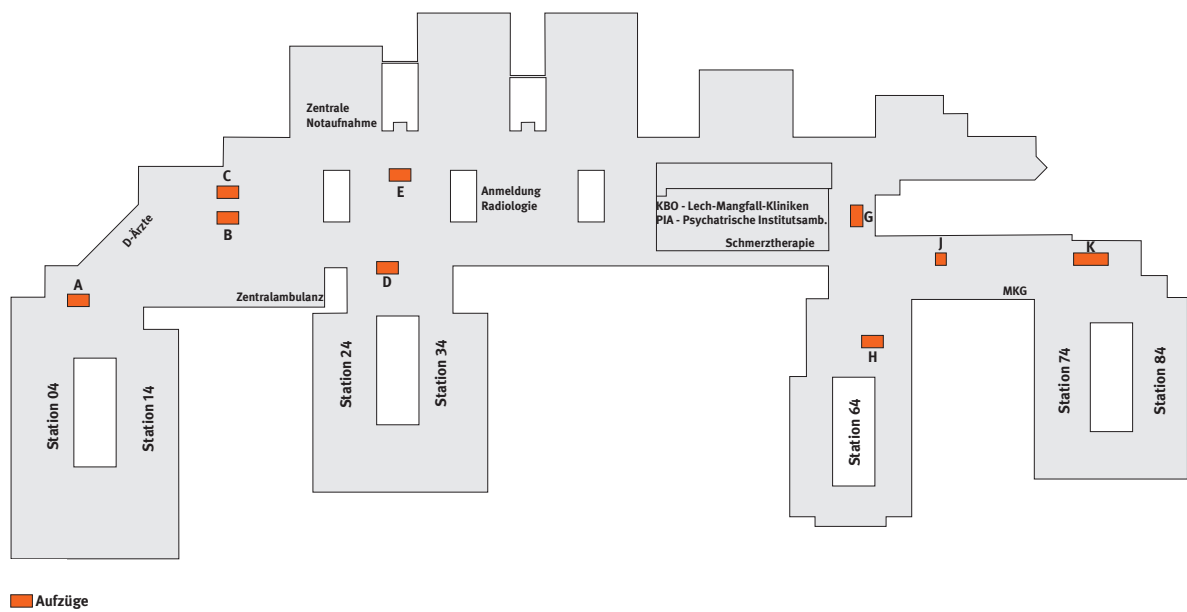 Zentrale
Notaufnahme
C
E
Anmeldung
Radiologie
KBO - Lech-Mangfall-Kliniken
PIA - Psychatrische Institutsamb.
G
Schmerztherapie
D-Ärzte
B
J
K
A
D
Zentralambulanz
MKG
H
Station 04
Station 14
Station 24
Station 34
Station 64
Station 74
Station 84
Aufzüge